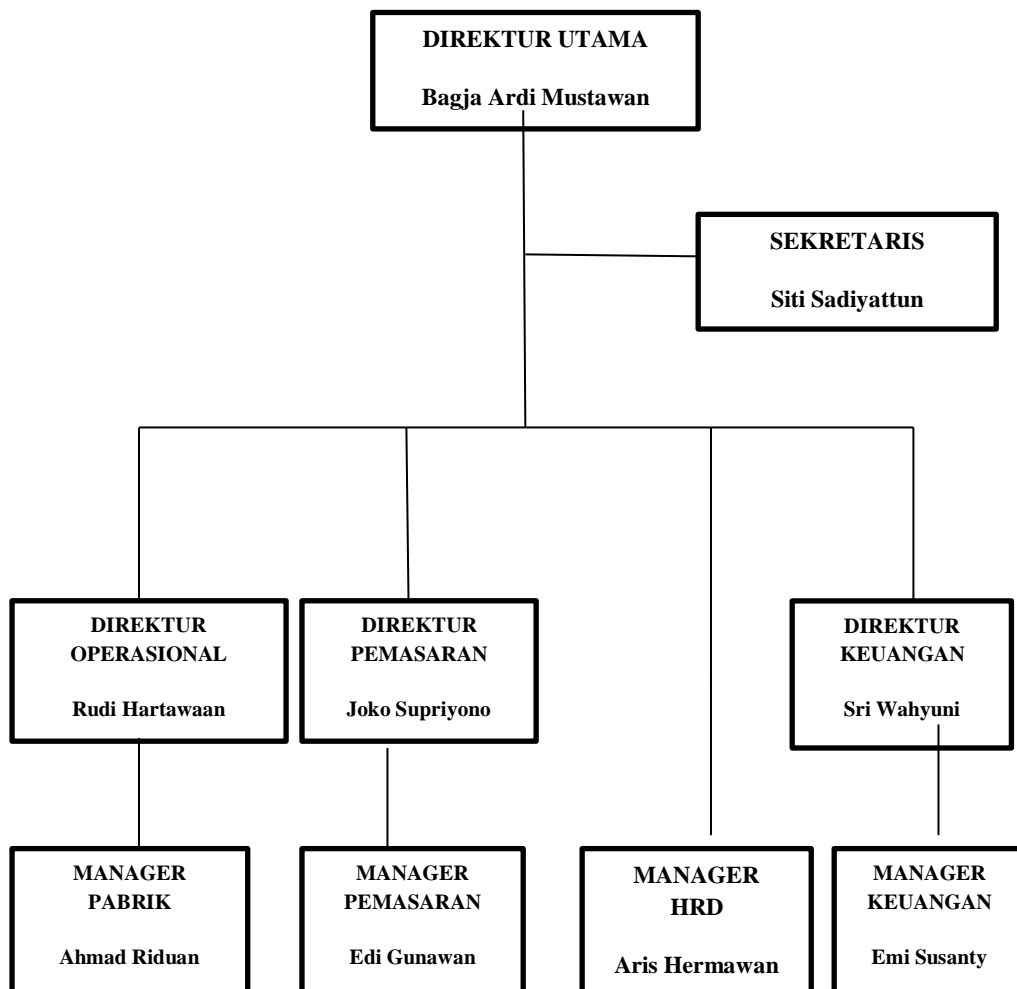 DIREKTUR UTAMA
Bagja Ardi Mustawan
SEKRETARIS
Siti Sadiyattun
DIREKTUR
OPERASIONAL
Rudi Hartawaan
DIREKTUR
PEMASARAN
Joko Supriyono
DIREKTUR
KEUANGAN
Sri Wahyuni
MANAGER
PABRIK
Ahmad Riduan
MANAGER
PEMASARAN
Edi Gunawan
MANAGER
HRD
Aris Hermawan
MANAGER
KEUANGAN
Emi Susanty